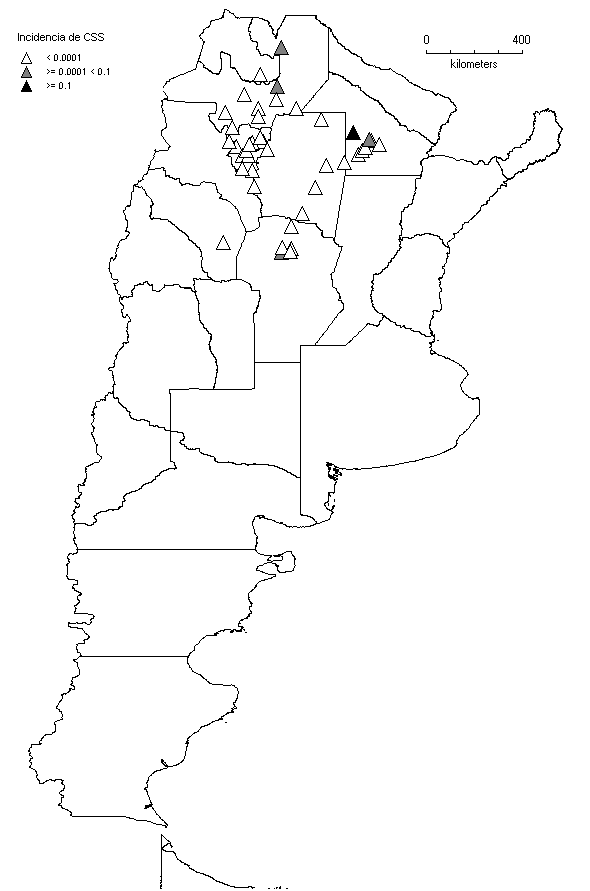 Incidencia de CSS
< 0.0001
>= 0.0001 < 0.1
>= 0.1
0 400
kilometers